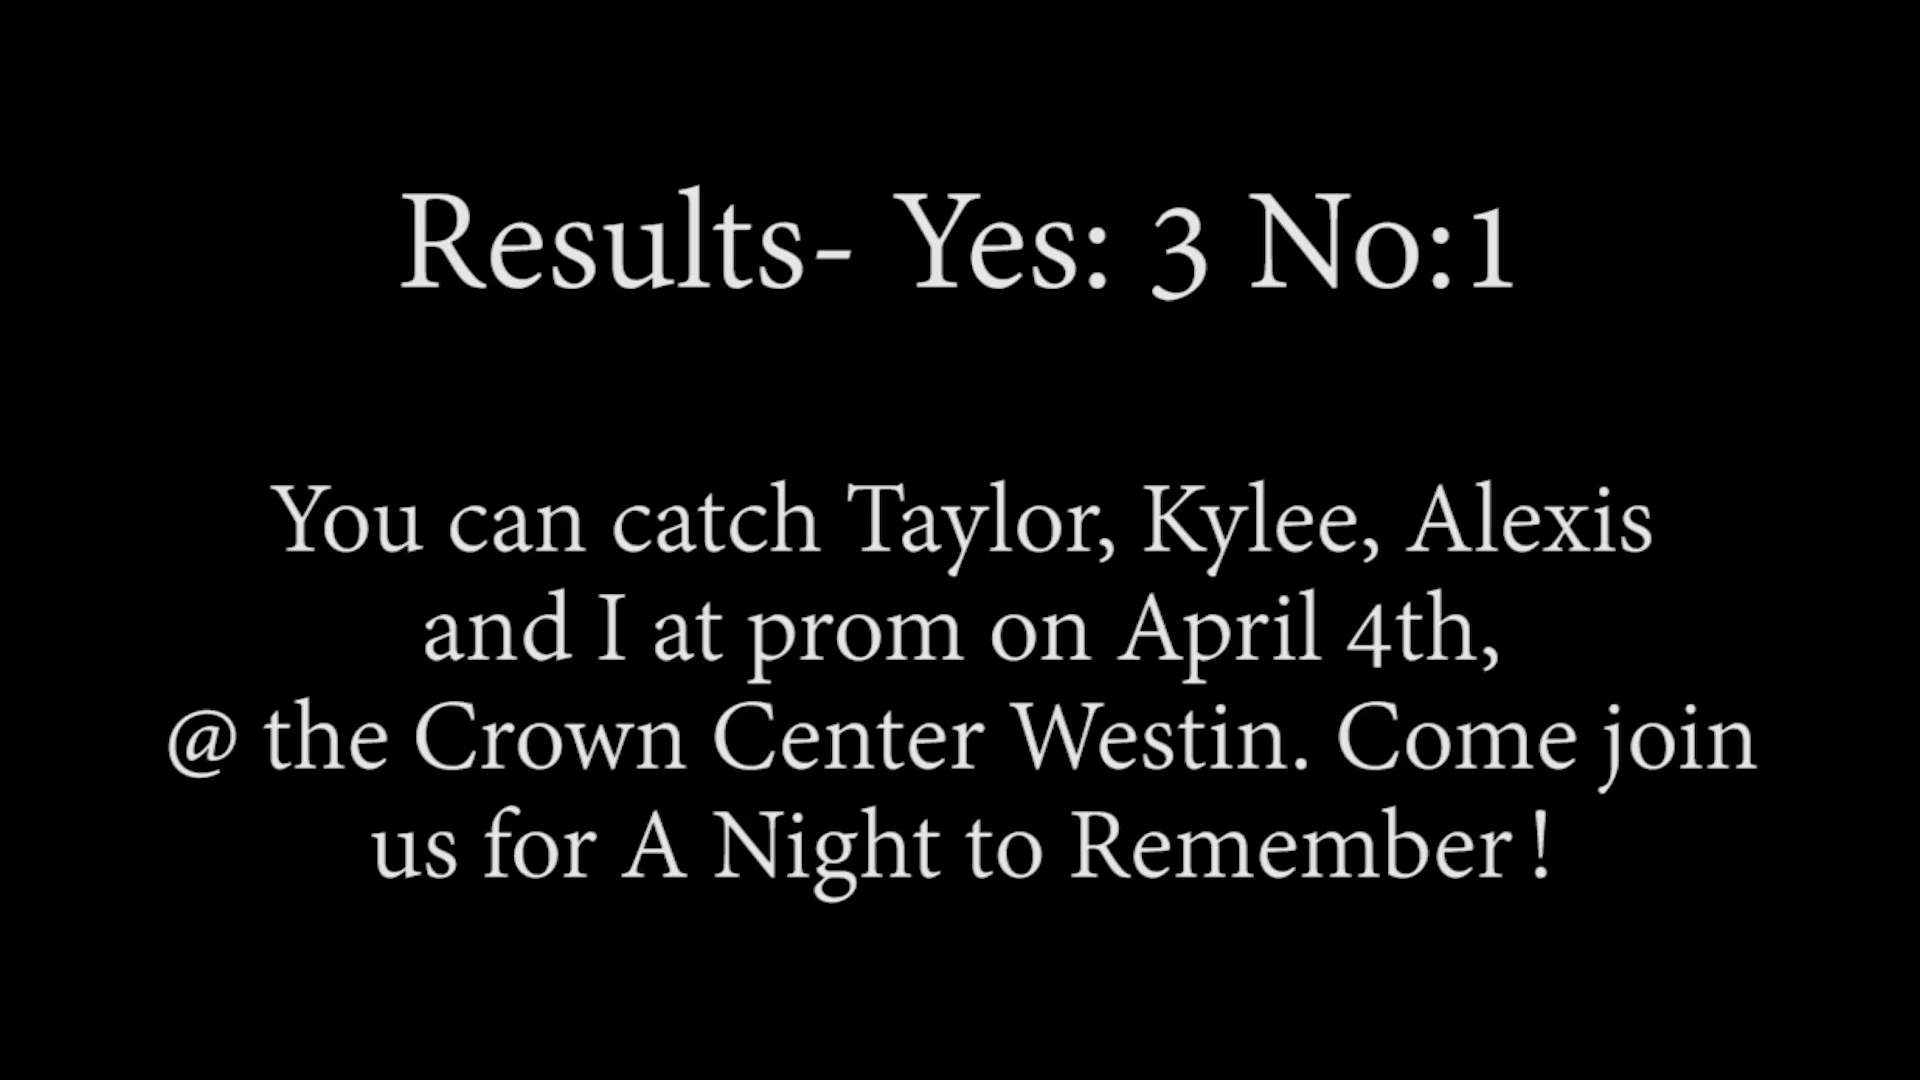 Results- Yes: 3 No:1
You can catch Taylor, Kylee, Alexis
and I at prom on April 4th,
@ the Crown Center Westin. Come join
us for A Night to Remember !